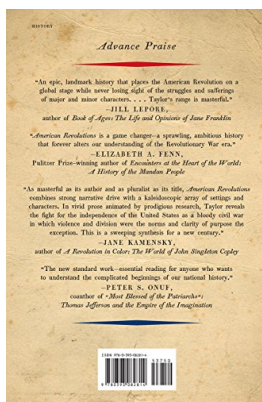 HISTORY
Advance Praise
“An epic, landmark history that places the American Revolution on
a global stage while never losing sight of the struggles and sufferings
of major and minor characters. . . . Taylor’s range is masterful.”
—JILL LEPORE,
author of Book of Ages: The Life and Opinions of Jane Franklin
“American Revolutions is a game changer—a sprawling, ambitious history
that forever alters our understanding of the Revolutionary War era.”
—ELIZABETH A. FENN,
Pulitzer Prize–winning author of Encounters at the Heart of the World:
A History of the Mandan People
“As masterful as its author and as pluralist as its title, American Revolutions
combines strong narrative drive with a kaleidoscopic array of settings and
characters. In vivid prose animated by prodigious research, Taylor reveals
the fight for the independence of the United States as a bloody civil war
in which violence and division were the norms and clarity of purpose
the exception. This is a sweeping synthesis for a new century.”
—JANE KAMENSKY,
author of A Revolution in Color: The World of John Singleton Copley
“The new standard work—essential reading for anyone who wants
to understand the complicated beginnings of our national history.”
—PETER S. ONUF,
coauthor of “Most Blessed of the Patriarchs”:
Thomas Jefferson and the Empire of the Imagination